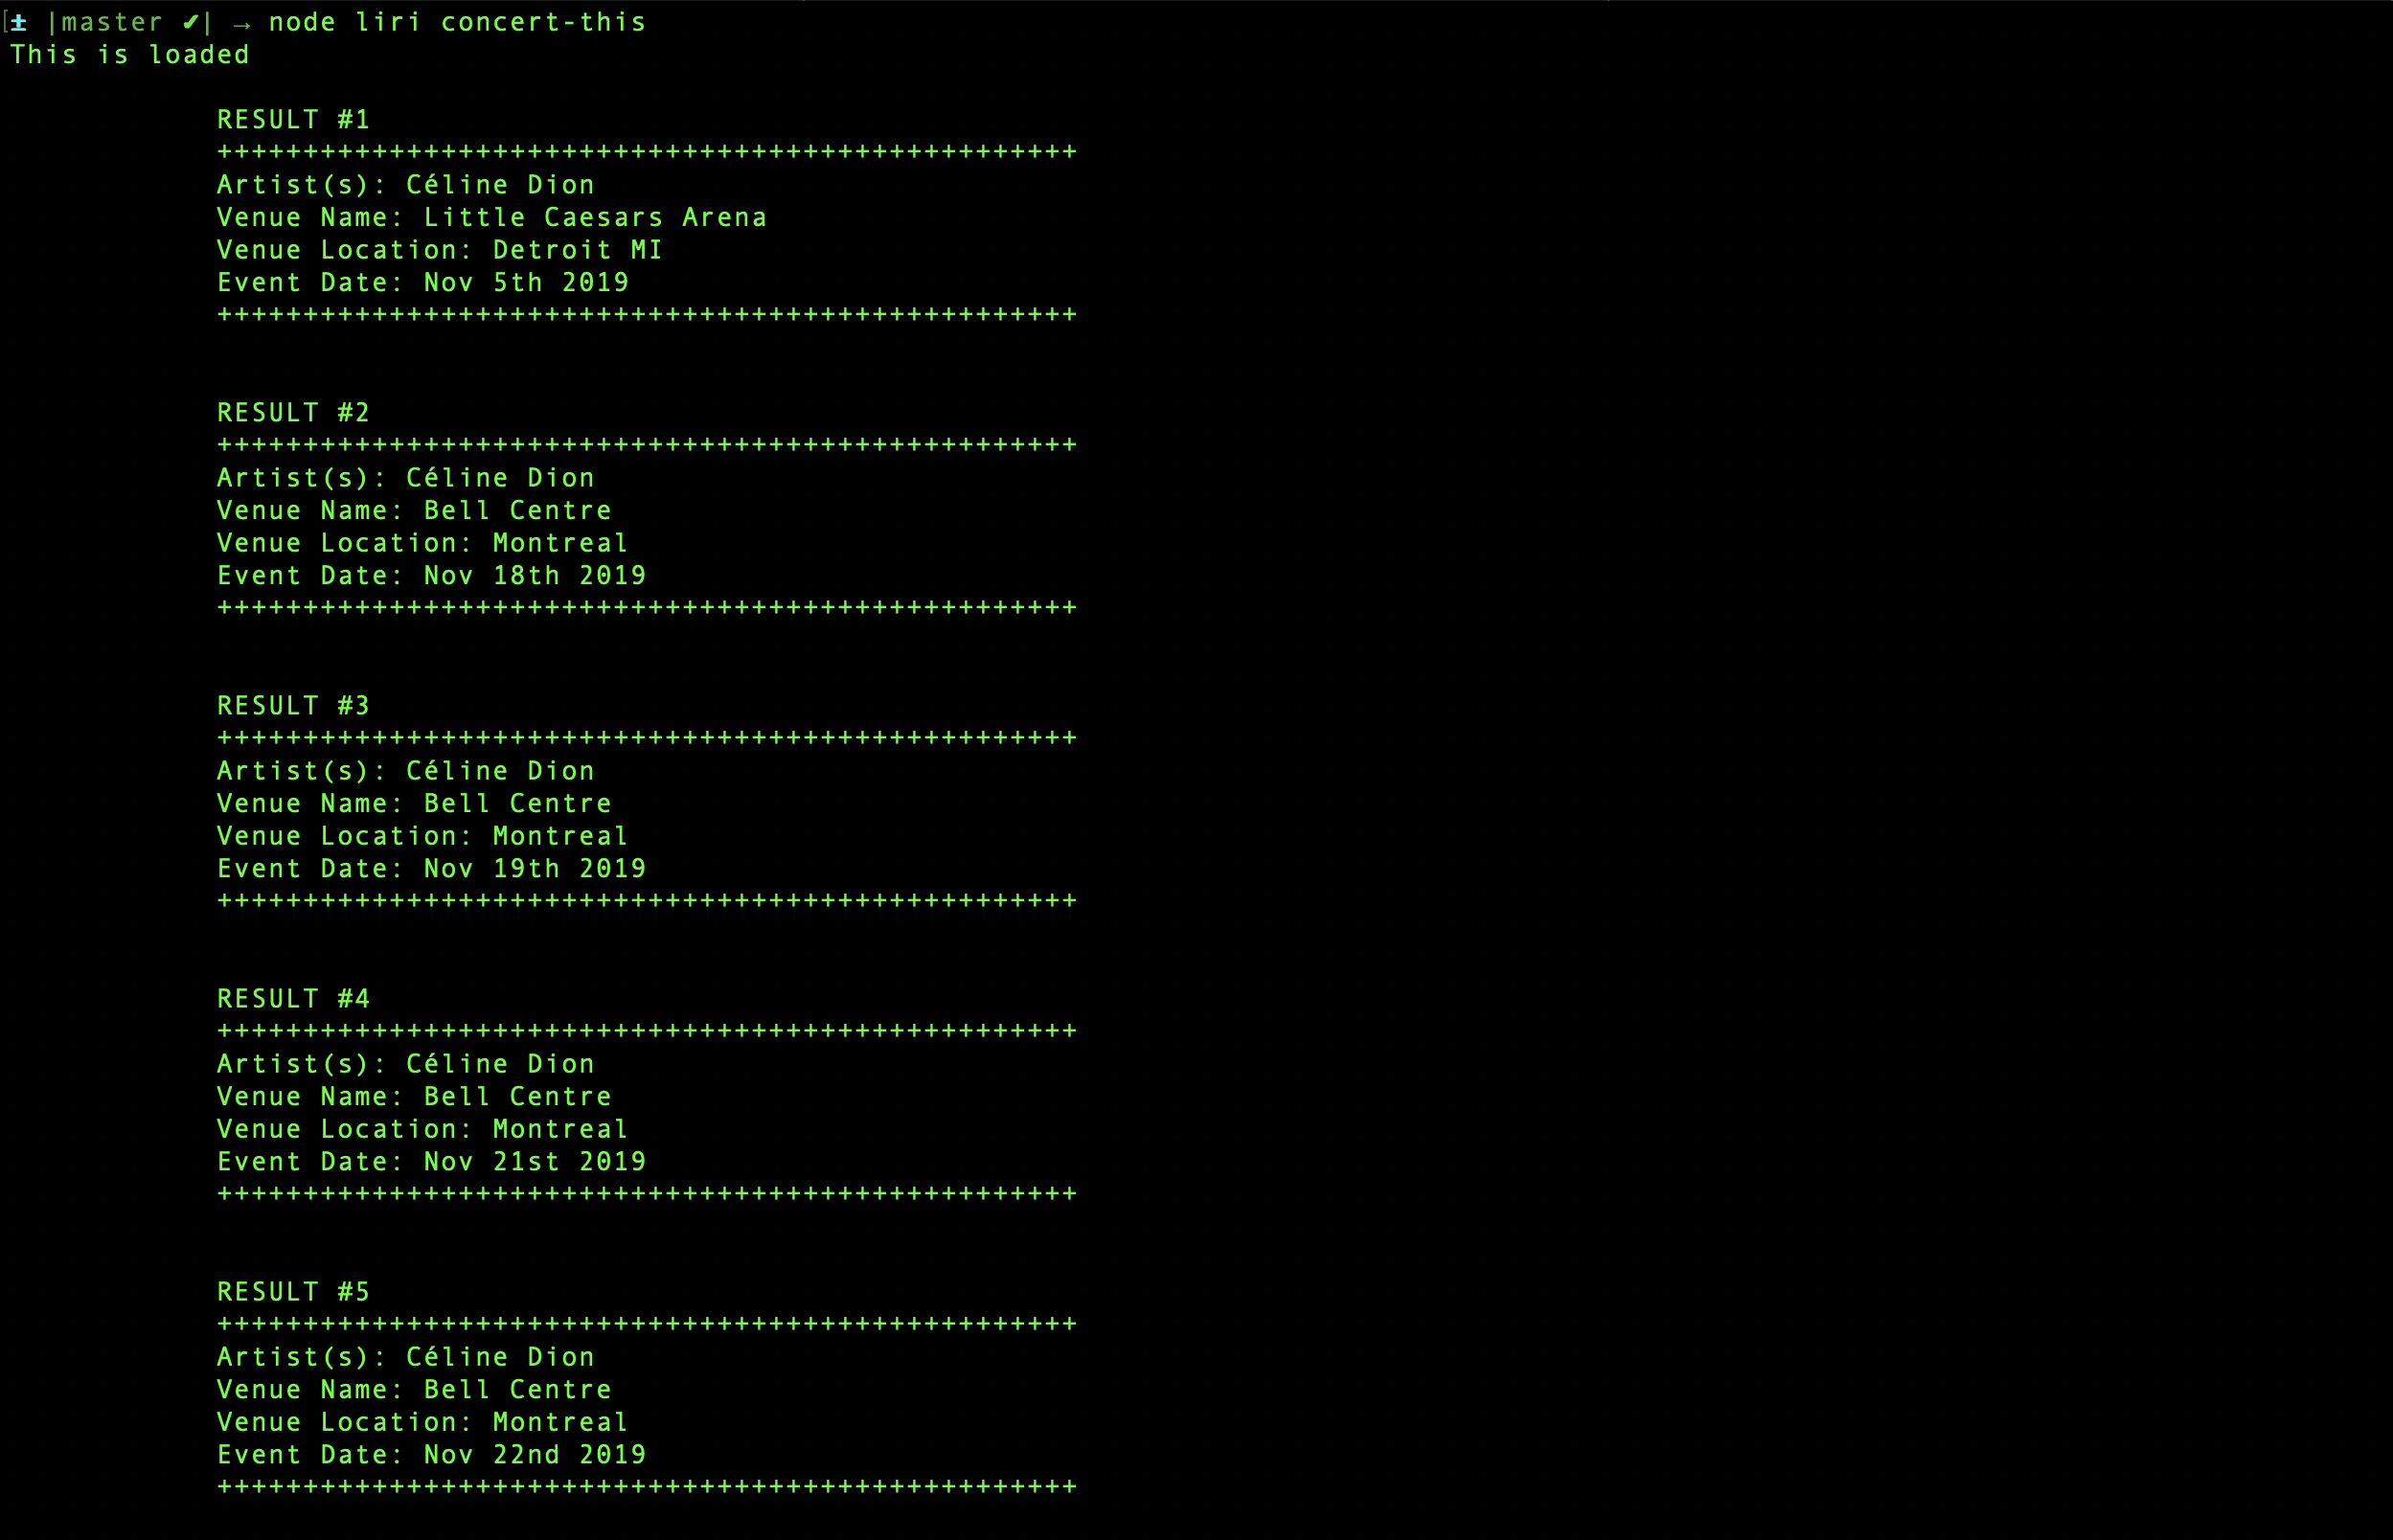 [± |master ✔| → node liri concert-this
This is loaded
RESULT #1
++++++++++++++++++++++++++++++++++++++++++++++++++
Artist(s): Céline Dion
Venue Name: Little Caesars Arena
Venue Location: Detroit MI
Event Date: Nov 5th 2019
++++++++++++++++++++++++++++++++++++++++++++++++++
RESULT #2
++++++++++++++++++++++++++++++++++++++++++++++++++
Artist(s): Céline Dion
Venue Name: Bell Centre
Venue Location: Montreal
Event Date: Nov 18th 2019
++++++++++++++++++++++++++++++++++++++++++++++++++
RESULT #3
++++++++++++++++++++++++++++++++++++++++++++++++++
Artist(s): Céline Dion
Venue Name: Bell Centre
Venue Location: Montreal
Event Date: Nov 19th 2019
++++++++++++++++++++++++++++++++++++++++++++++++++
RESULT #4
++++++++++++++++++++++++++++++++++++++++++++++++++
Artist(s): Céline Dion
Venue Name: Bell Centre
Venue Location: Montreal
Event Date: Nov 21st 2019
++++++++++++++++++++++++++++++++++++++++++++++++++
RESULT #5
++++++++++++++++++++++++++++++++++++++++++++++++++
Artist(s): Céline Dion
Venue Name: Bell Centre
Venue Location: Montreal
Event Date: Nov 22nd 2019
++++++++++++++++++++++++++++++++++++++++++++++++++